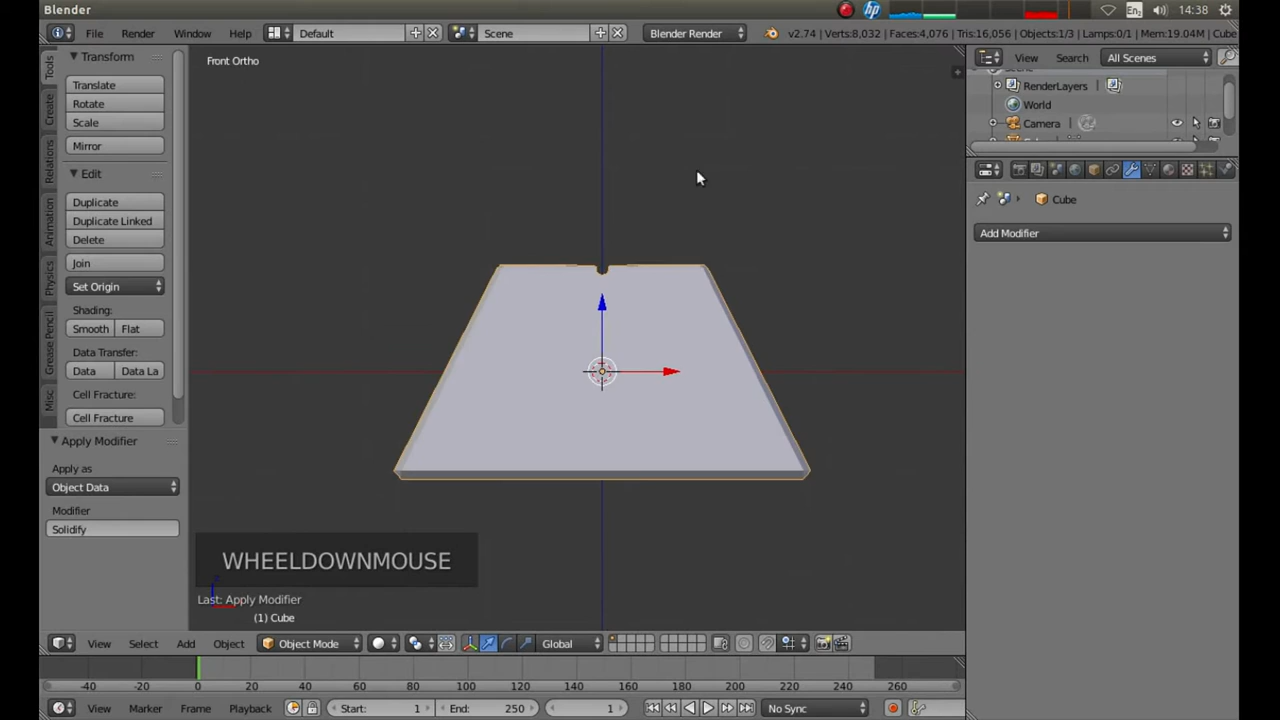 Blender
En2
14:38
File Render Window Help Default Scene Blender Render v2.74 | Verts:8,032 | Faces:4,076 | Tris:16,056 | Objects:1/3 | Lamps:0/1 | Mem:19.04M | Cube
Tools
Create
Relations
Animation
Physics
Grease Pencil
Misc
Transform
Translate
Rotate
Scale
Mirror
Edit
Duplicate
Duplicate Linked
Delete
Join
Set Origin
Shading:
Smooth Flat
Data Transfer:
Data Data La
Cell Fracture:
Cell Fracture
Apply Modifier
Apply as
Object Data
Modifier
Solidify
Front Ortho
WHEELDOWNMOUSE
Last: Apply Modifier
(1) Cube
View Search All Scenes
RenderLayers
World
Camera
Cube
Add Modifier
View Select Add Object Object Mode Global
-40 -20 0 20 40 60 80 100 120 140 160 180 200 220 240 260
View Marker Frame Playback Start: 1 End: 250 1 No Sync